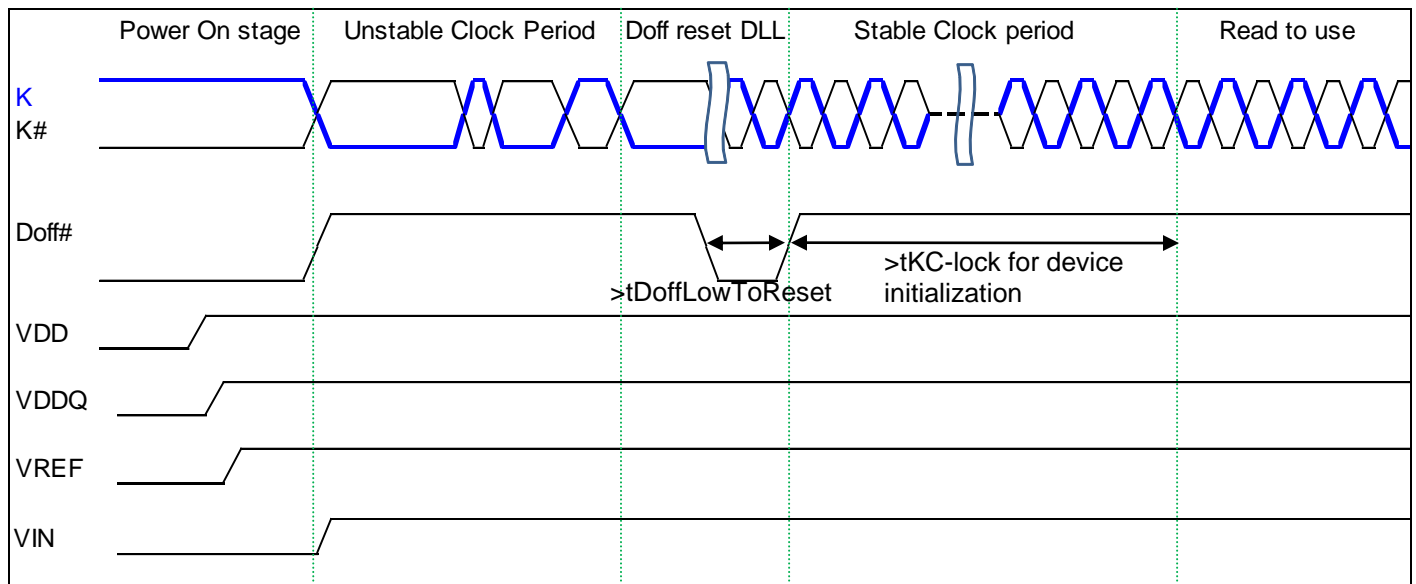 Power On stage
Unstable Clock Period
Doff reset DLL
Stable Clock period
Read to use
K
K#
Doff#
>tDoffLowToReset
>tKC-lock for device
initialization
VDD
VDDQ
VREF
VIN